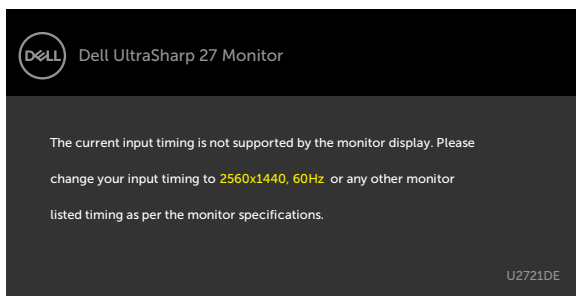 DELL
Dell UltraSharp 27 Monitor
The current input timing is not supported by the monitor display. Please
change your input timing to 2560x1440, 60Hz or any other monitor
listed timing as per the monitor specifications.
U2721DE